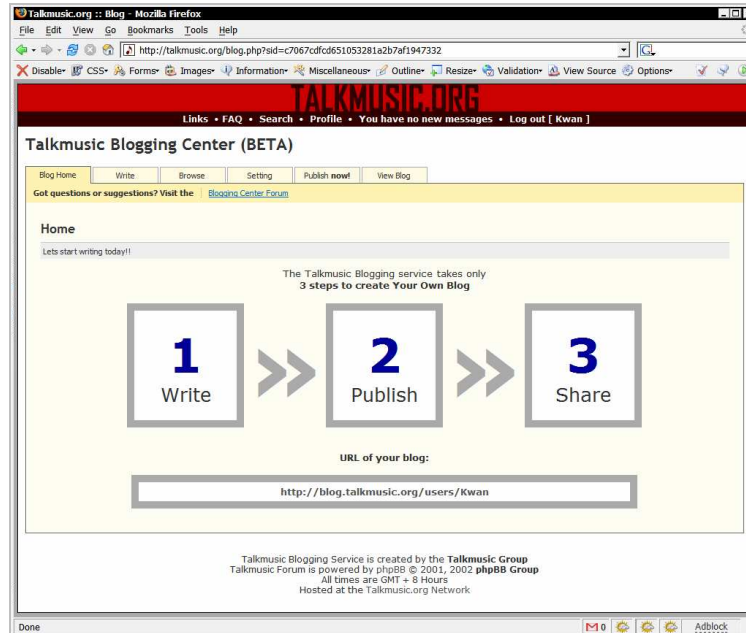 Talkmusic.org :: Blog - Mozilla Firefox
File Edit View Go Bookmarks Tools Help
http://talkmusic.org/blog.php?sid=c7067cdfcd651053281a2b7af1947332
Disable CSS Forms Images Information Miscellaneous Outline Resize Validation View Source Options
TALKMUSIC.ORG
Links • FAQ • Search • Profile • You have no new messages • Log out [ Kwan ]
Talkmusic Blogging Center (BETA)
Blog Home Write Browse Setting Publish now! View Blog
Got questions or suggestions? Visit the Blogging Center Forum
Home
Lets start writing today!!
The Talkmusic Blogging service takes only
3 steps to create Your Own Blog
1 >> 2 >> 3
Write Publish Share
URL of your blog:
http://blog.talkmusic.org/users/Kwan
Talkmusic Blogging Service is created by the Talkmusic Group
Talkmusic Forum is powered by phpBB © 2001, 2002 phpBB Group
All times are GMT + 8 Hours
Hosted at the Talkmusic.org Network
Done 0 Adblock